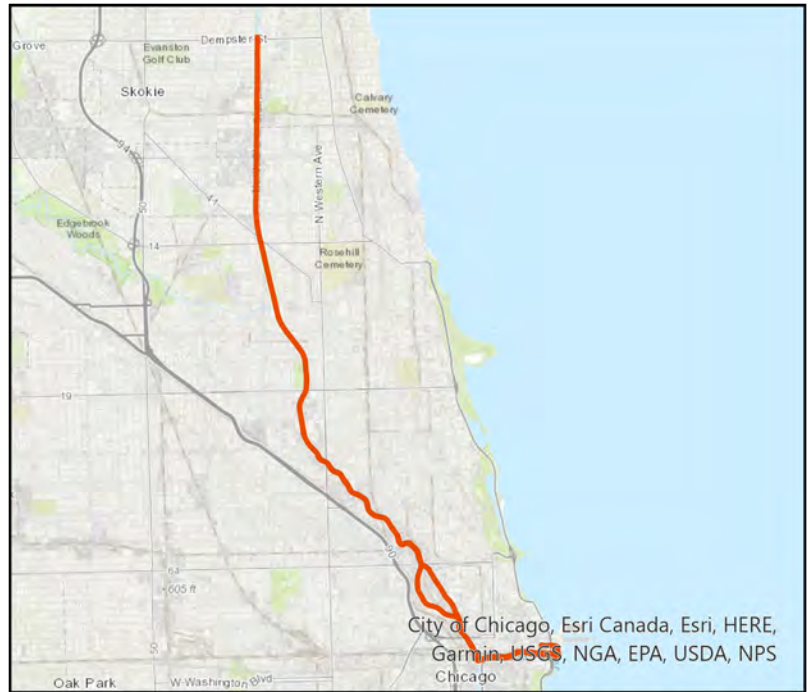 Grove
Evanston
Golf Club
Dempster St
Skokie
Calvary
Cemetery
94
N Western Ave
50
41
Edgebrook
Woods
14
Rosehill
Cemetery
19
90
64
605 ft
50
City of Chicago, Esri Canada, Esri, HERE,
Garmin, USGS, NGA, EPA, USDA, NPS
Chicago
Oak Park
W Washington Blvd